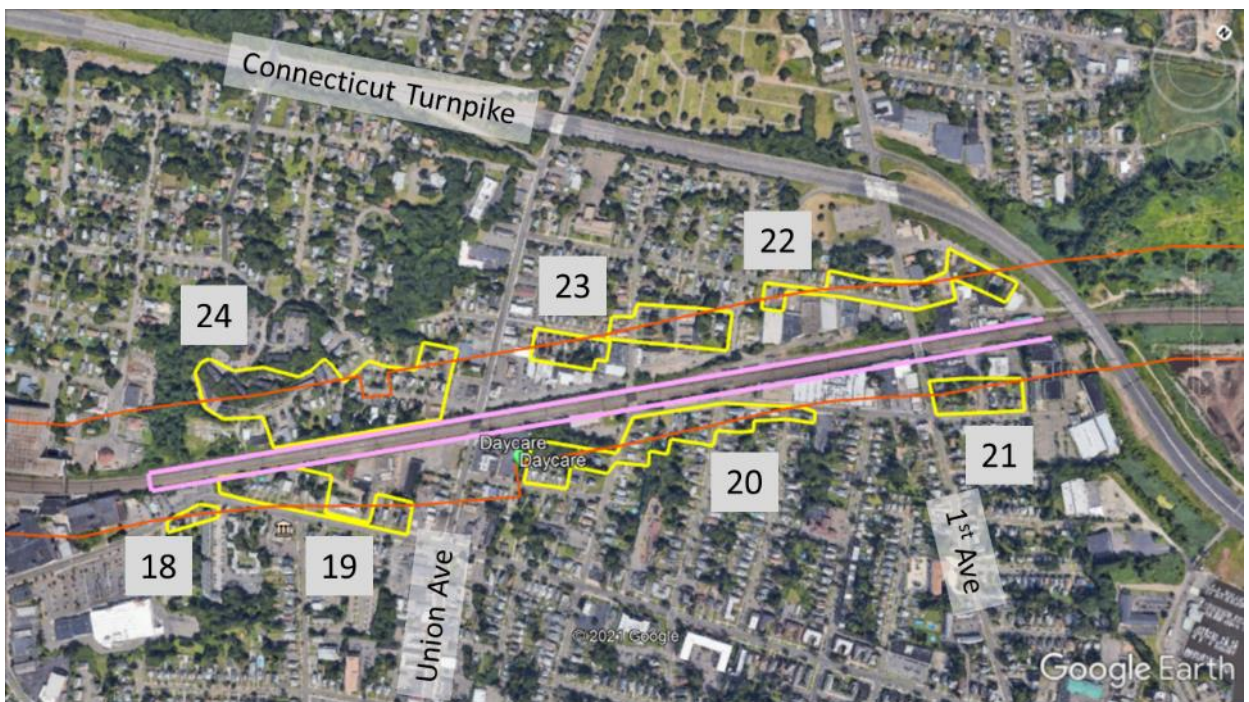 Connecticut Turnpike
22
23
24
Daycare
Daycare
21
20
18
19
1st Ave
Union Ave
© 2021 Google
Google Earth